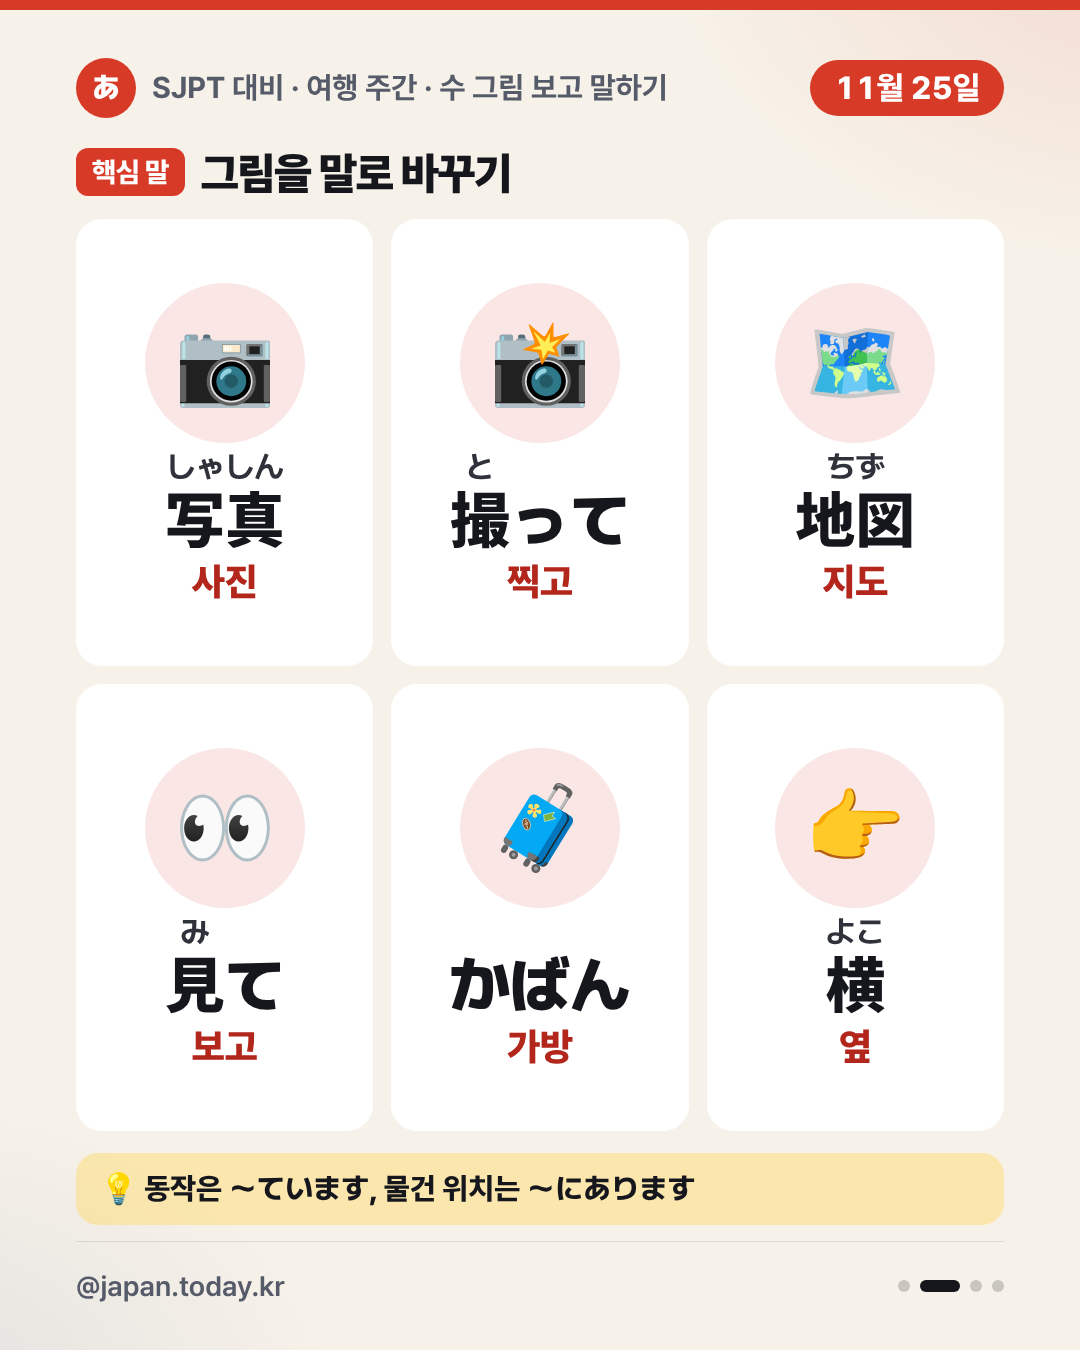 あ SJPT 대비 · 여행 주간 · 수 그림 보고 말하기
11월 25일
핵심 말 그림을 말로 바꾸기
しゃしん
写真
사진
と
撮って
찍고
ちず
地図
지도
み
見て
보고
かばん
가방
よこ
横
옆
동작은 ~ています, 물건 위치는 ~にあります
@japan.today.kr